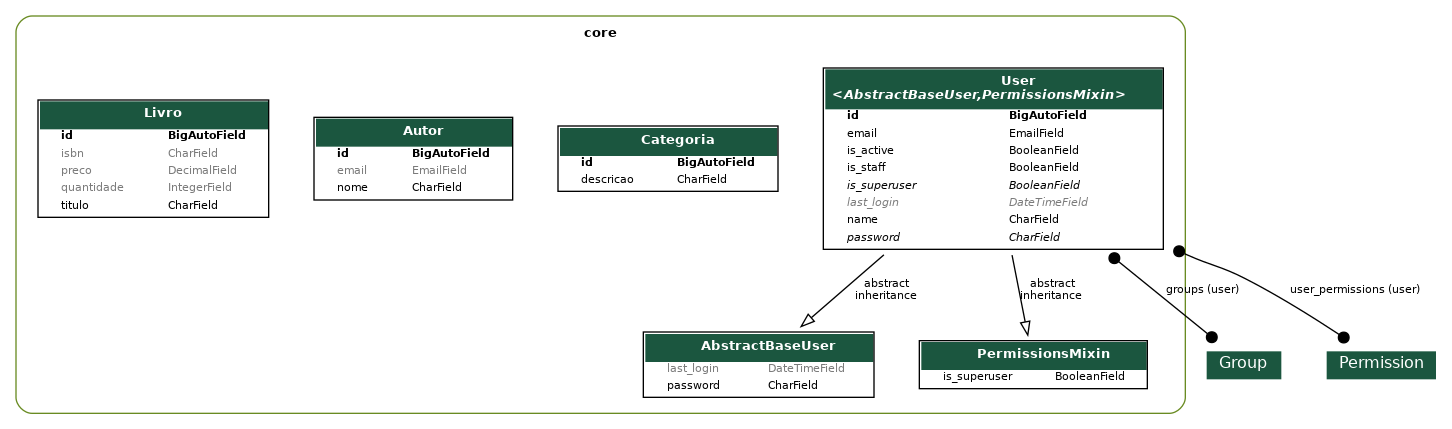 core
Livro
id BigAutoField
isbn CharField
preco DecimalField
quantidade IntegerField
titulo CharField
Autor
id BigAutoField
email EmailField
nome CharField
Categoria
id BigAutoField
descricao CharField
User
<AbstractBaseUser,PermissionsMixin>
id BigAutoField
email EmailField
is_active BooleanField
is_staff BooleanField
is_superuser BooleanField
last_login DateTimeField
name CharField
password CharField
abstract
inheritance
abstract
inheritance
groups (user)
user_permissions (user)
AbstractBaseUser
last_login DateTimeField
password CharField
PermissionsMixin
is_superuser BooleanField
Group
Permission